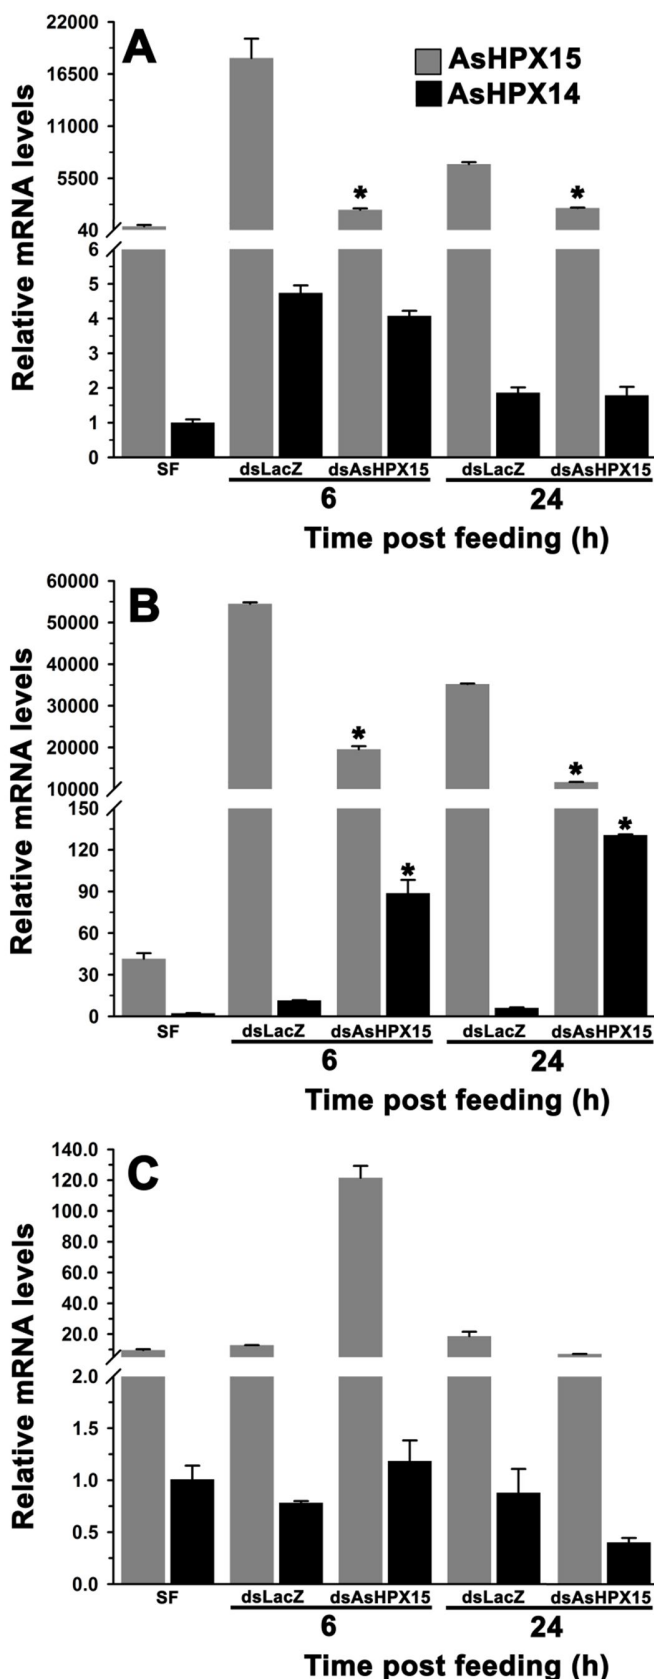 A
AsHPX15
AsHPX14
Relative mRNA levels
22000
16500
11000
5500
40
6
5
4
3
2
1
0
*
*
SF
dsLacZ
dsAsHPX15
dsLacZ
dsAsHPX15
6
24
Time post feeding (h)
B
Relative mRNA levels
60000
50000
40000
30000
20000
10000
150
120
90
60
30
0
*
*
*
*
SF
dsLacZ
dsAsHPX15
dsLacZ
dsAsHPX15
6
24
Time post feeding (h)
C
Relative mRNA levels
140.0
120.0
100.0
80.0
60.0
40.0
20.0
2.0
1.5
1.0
0.5
0.0
SF
dsLacZ
dsAsHPX15
dsLacZ
dsAsHPX15
6
24
Time post feeding (h)